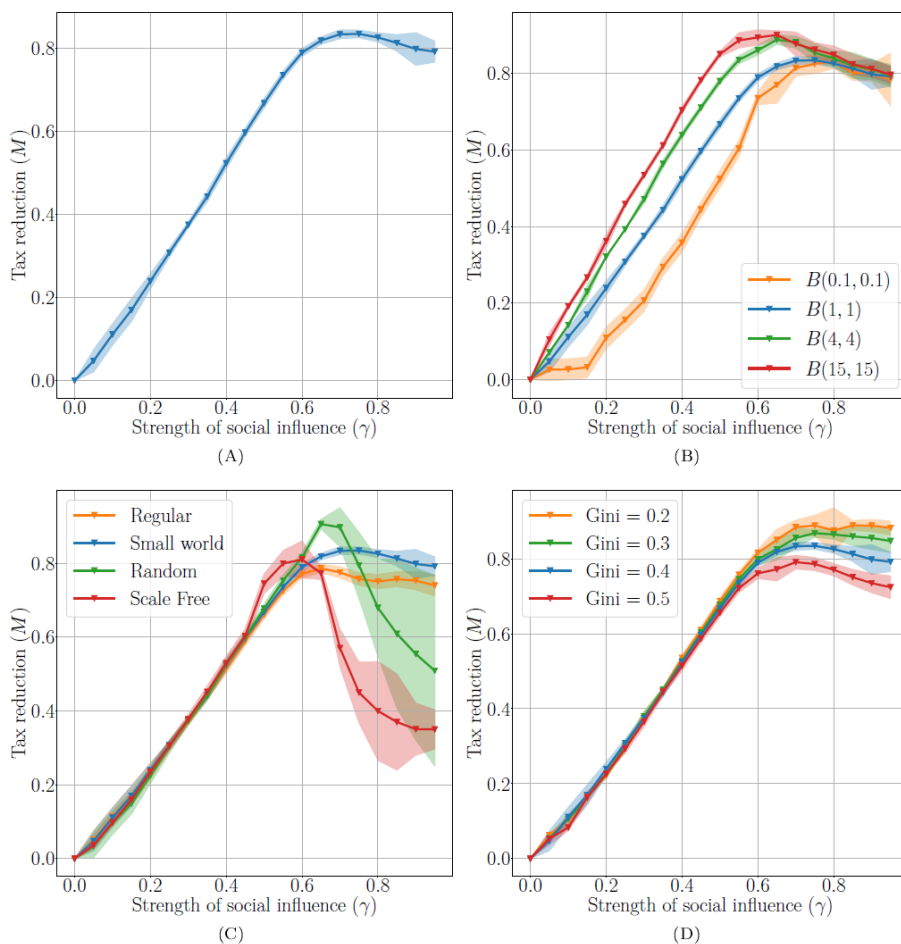 0.8
0.6
0.4
0.2
0.0
Tax reduction (M)
0.0 0.2 0.4 0.6 0.8
Strength of social influence (γ)
(A)
0.8
0.6
0.4
0.2
0.0
Tax reduction (M)
B(0.1, 0.1)
B(1, 1)
B(4, 4)
B(15, 15)
0.0 0.2 0.4 0.6 0.8
Strength of social influence (γ)
(B)
0.8
0.6
0.4
0.2
0.0
Tax reduction (M)
Regular
Small world
Random
Scale Free
0.0 0.2 0.4 0.6 0.8
Strength of social influence (γ)
(C)
0.8
0.6
0.4
0.2
0.0
Tax reduction (M)
Gini = 0.2
Gini = 0.3
Gini = 0.4
Gini = 0.5
0.0 0.2 0.4 0.6 0.8
Strength of social influence (γ)
(D)